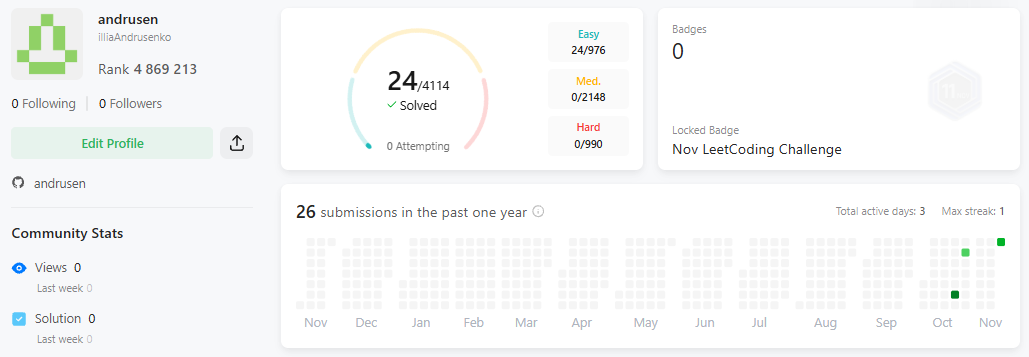 andrusen
iliaAndrusenko
Rank 4 869 213
0 Following
0 Followers
Edit Profile
andrusen
Community Stats
Views 0
Last week 0
Solution 0
Last week 0
24/4114
Solved
0 Attempting
Easy
24/976
Med.
0/2148
Hard
0/990
Badges
0
Locked Badge
Nov LeetCoding Challenge
26 submissions in the past one year
Total active days: 3 Max streak: 1
Nov Dec Jan Feb Mar Apr May Jun Jul Aug Sep Oct Nov